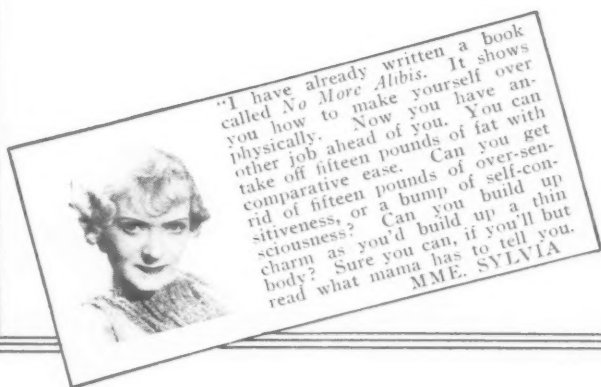 "I have already written a book
called No More Alibis. It shows
you how to make yourself over
physically. Now you have an-
other job ahead of you. You can
take off fifteen pounds of fat with
comparative ease. Can you get
rid of fifteen pounds of over-sen-
sitiveness, or a bump of self-con-
sciousness? Can you build up
charm as you'd build up a thin
body? Sure you can, if you'll but
read what mama has to tell you.
MME. SYLVIA